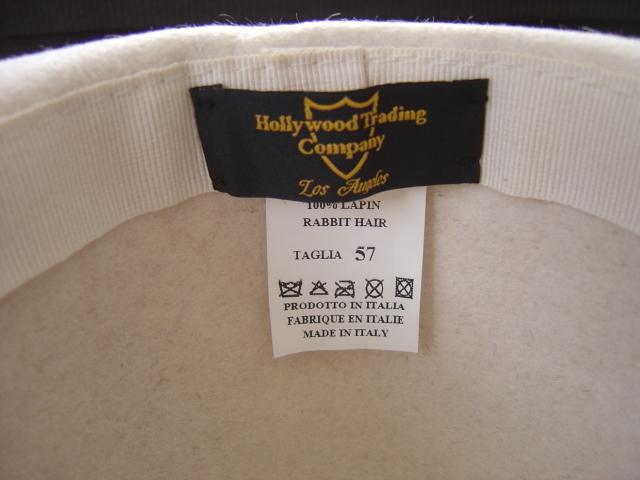 Hollywood Trading
Company
Los Angeles
100% LAPIN
RABBIT HAIR
TAGLIA 57
PRODOTTO IN ITALIA
FABRIQUE EN ITALIE
MADE IN ITALY